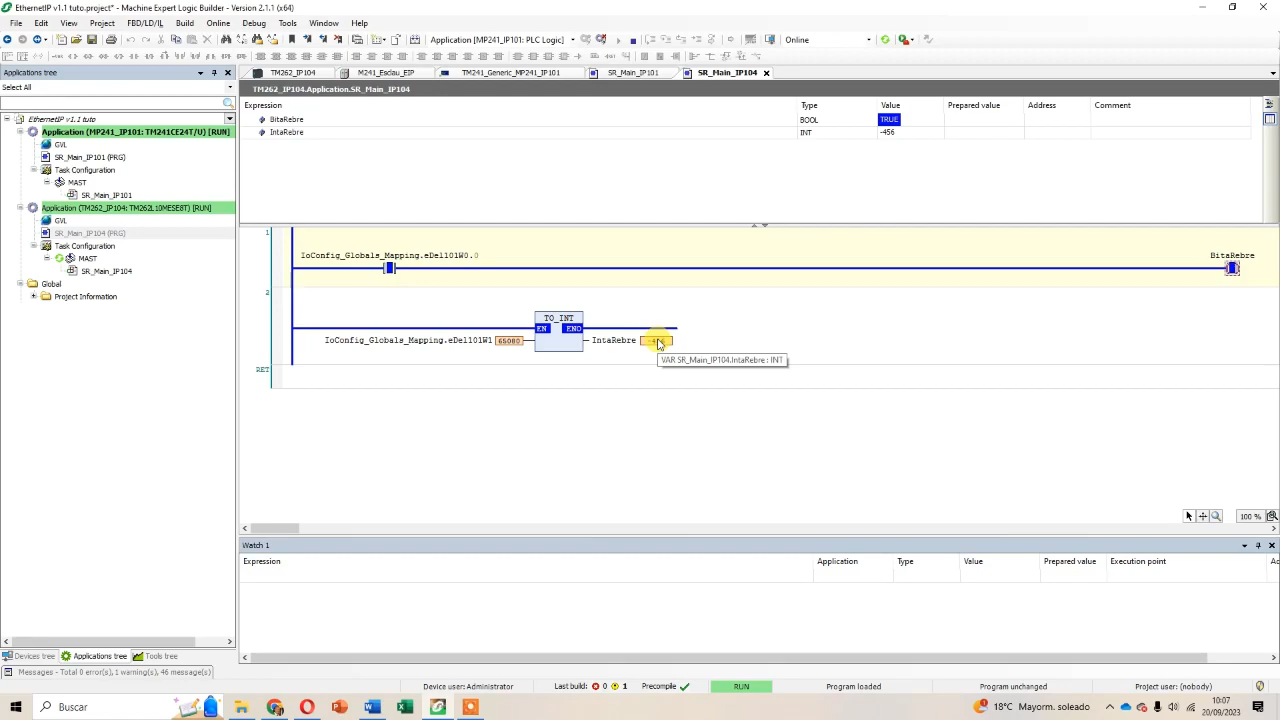 EthernetIP v1.1 tuto.project* - Machine Expert Logic Builder - Version 2.1.1 (x64)
File Edit View Project FBD/LD/IL Build Online Debug Tools Window Help
Application [MP241_IP101: PLC Logic] Online
Applications tree
TM262_IP104 M241_Esclau_EIP TM241_Generic_MP241_IP101 SR_Main_IP101 SR_Main_IP104
Select All
TM262_IP104.Application.SR_Main_IP104
Expression Type Value Prepared value Address Comment
BitaRebre BOOL TRUE
IntaRebre INT -456
EthernetIP v1.1 tuto
Application (MP241_IP101: TM241CE24T/U) [RUN]
GVL
SR_Main_IP101 (PRG)
Task Configuration
MAST
SR_Main_IP101
Application (TM262_IP104: TM262L10MESE8T) [RUN]
GVL
SR_Main_IP104 (PRG)
Task Configuration
MAST
SR_Main_IP104
Global
Project Information
1
IoConfig_Globals_Mapping.eDel101W0.0 BitaRebre
2
TO_INT
EN ENO
IoConfig_Globals_Mapping.eDel101W1 65080 IntaRebre
VAR SR_Main_IP104.IntaRebre : INT
RET
100 %
Watch 1
Expression Application Type Value Prepared value Execution point
Devices tree Applications tree Tools tree
Messages - Total 0 error(s), 1 warning(s), 46 message(s)
Device user: Administrator Last build: 0 1 Precompile RUN Program loaded Program unchanged Project user: (nobody)
Buscar
18°C Mayorm. soleado
10:07
20/09/2023